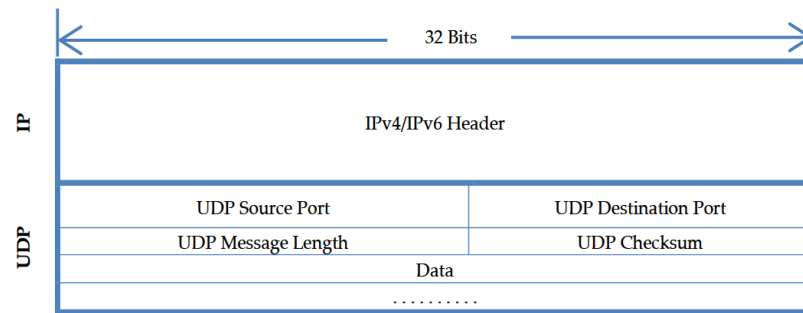 32 Bits
IP
IPv4/IPv6 Header
UDP
UDP Source Port UDP Destination Port
UDP Message Length UDP Checksum
Data
. . . . . . . . . .